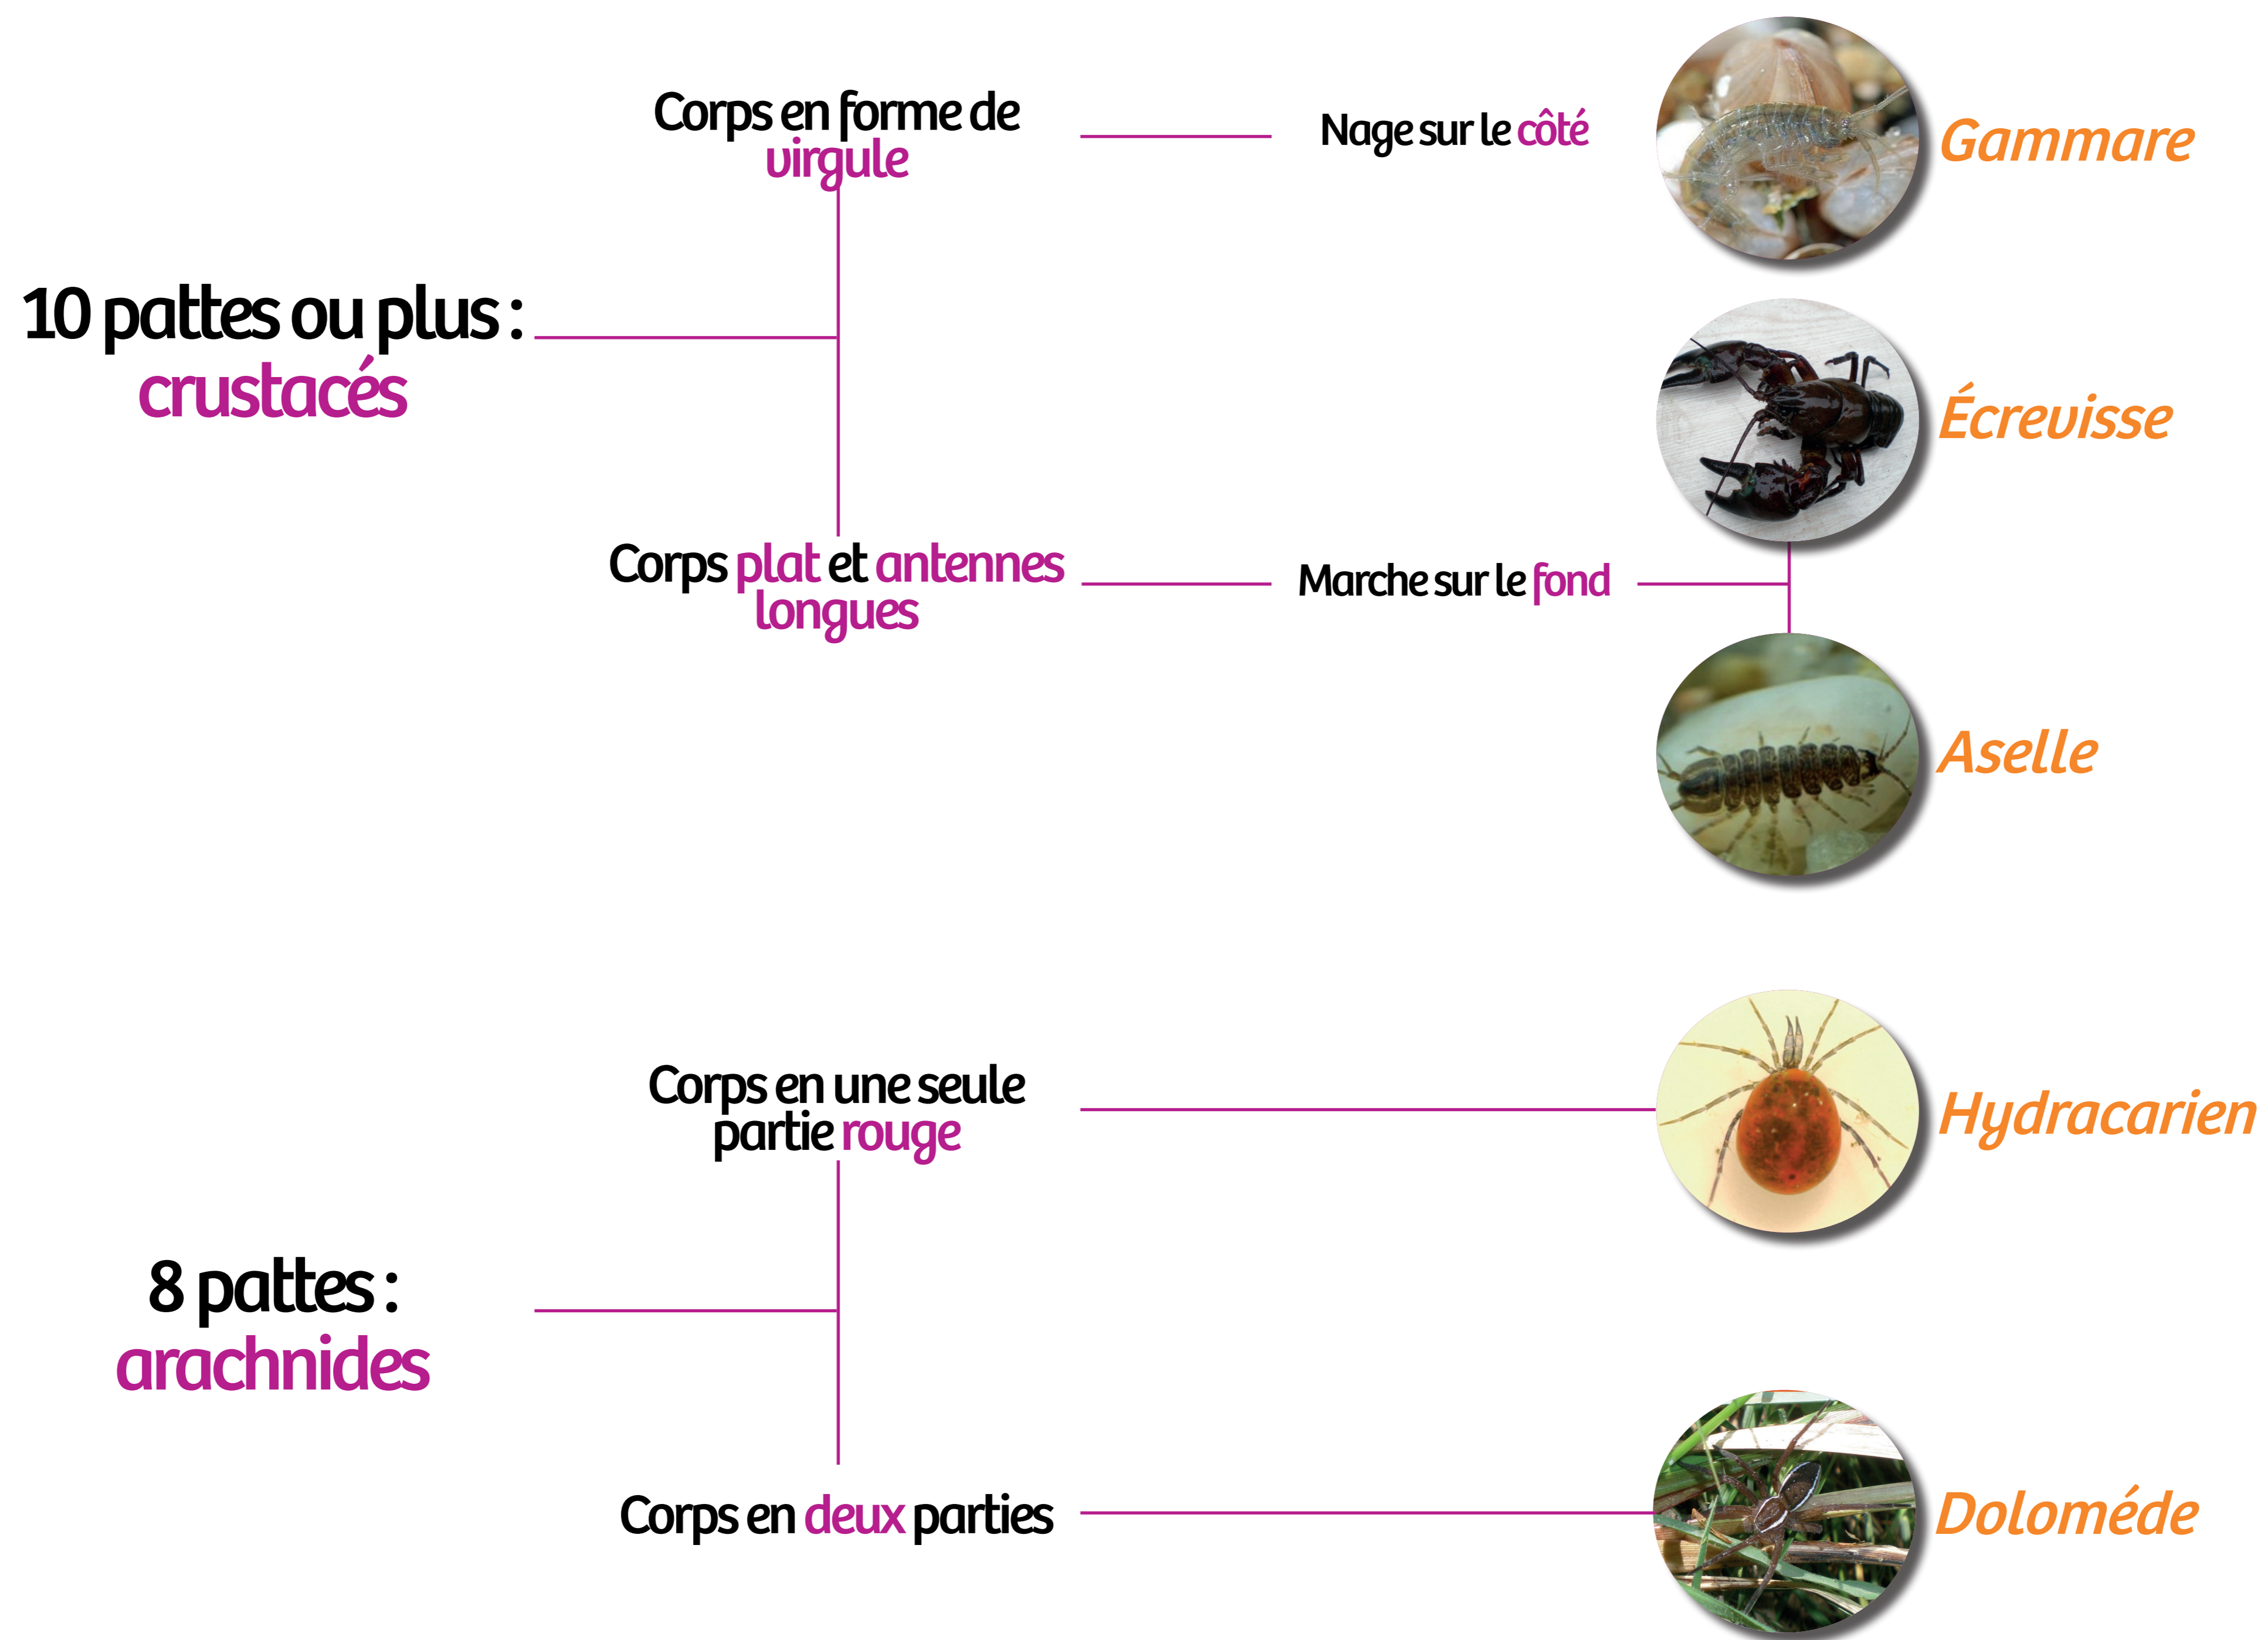 Corps en forme de
virgule
Nage sur le côté
Gammare
10 pattes ou plus :
crustacés
Écrevisse
Corps plat et antennes
longues
Marche sur le fond
Aselle
Corps en une seule
partie rouge
Hydracarien
8 pattes :
arachnides
Corps en deux parties
Doloméde